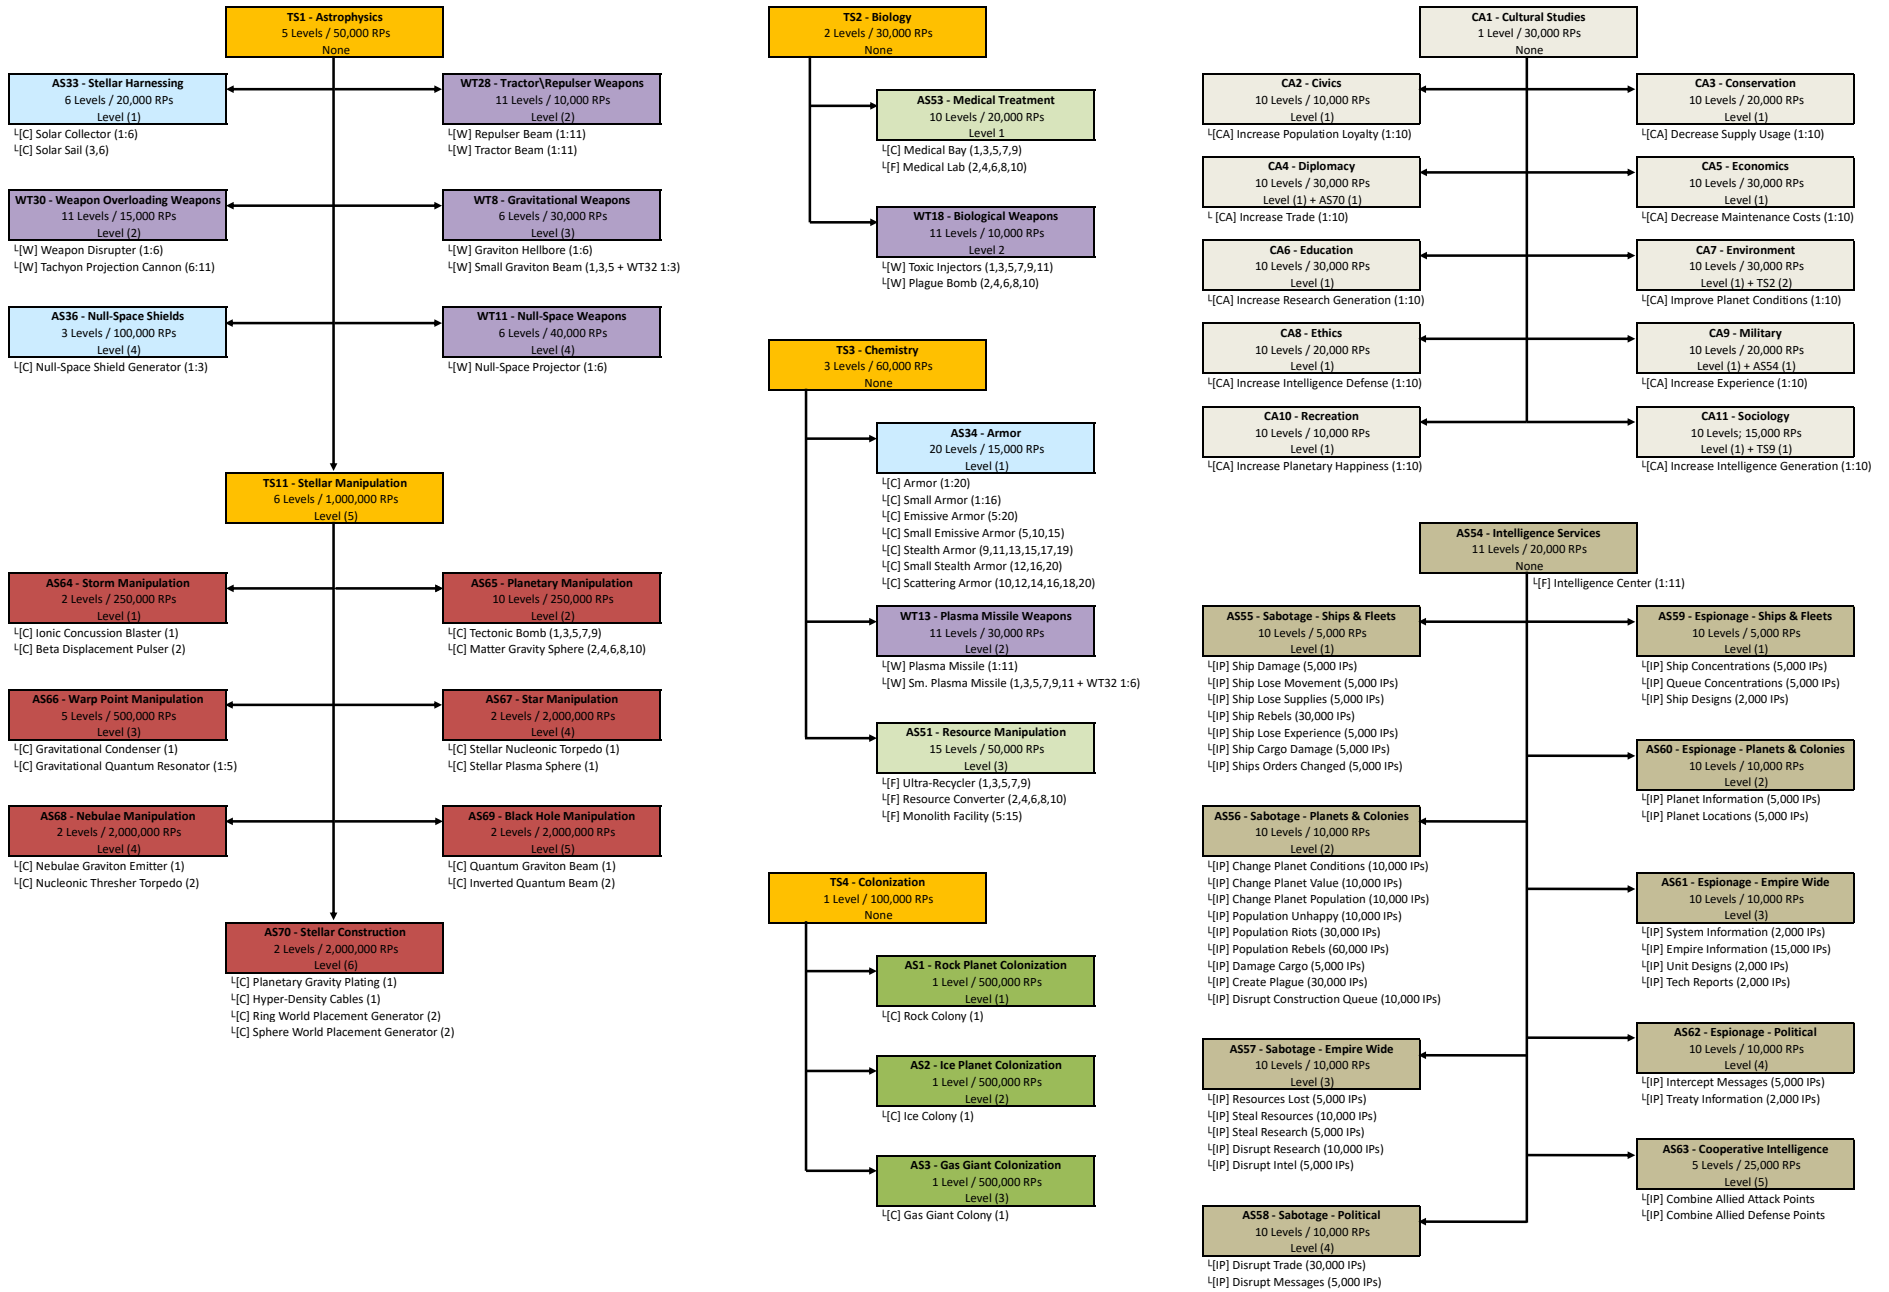 TS1 - Astrophysics
5 Levels / 50,000 RPs
None
AS33 - Stellar Harnessing
6 Levels / 20,000 RPs
Level (1)
└[C] Solar Collector (1:6)
└[C] Solar Sail (3,6)
WT28 - Tractor\Repulser Weapons
11 Levels / 10,000 RPs
Level (2)
└[W] Repulser Beam (1:11)
└[W] Tractor Beam (1:11)
WT30 - Weapon Overloading Weapons
11 Levels / 15,000 RPs
Level (2)
└[W] Weapon Disrupter (1:6)
└[W] Tachyon Projection Cannon (6:11)
WT8 - Gravitational Weapons
6 Levels / 30,000 RPs
Level (3)
└[W] Graviton Hellbore (1:6)
└[W] Small Graviton Beam (1,3,5 + WT32 1:3)
AS36 - Null-Space Shields
3 Levels / 100,000 RPs
Level (4)
└[C] Null-Space Shield Generator (1:3)
WT11 - Null-Space Weapons
6 Levels / 40,000 RPs
Level (4)
└[W] Null-Space Projector (1:6)
TS11 - Stellar Manipulation
6 Levels / 1,000,000 RPs
Level (5)
AS64 - Storm Manipulation
2 Levels / 250,000 RPs
Level (1)
└[C] Ionic Concussion Blaster (1)
└[C] Beta Displacement Pulser (2)
AS65 - Planetary Manipulation
10 Levels / 250,000 RPs
Level (2)
└[C] Tectonic Bomb (1,3,5,7,9)
└[C] Matter Gravity Sphere (2,4,6,8,10)
AS66 - Warp Point Manipulation
5 Levels / 500,000 RPs
Level (3)
└[C] Gravitational Condenser (1)
└[C] Gravitational Quantum Resonator (1:5)
AS67 - Star Manipulation
2 Levels / 2,000,000 RPs
Level (4)
└[C] Stellar Nucleonic Torpedo (1)
└[C] Stellar Plasma Sphere (1)
AS68 - Nebulae Manipulation
2 Levels / 2,000,000 RPs
Level (4)
└[C] Nebulae Graviton Emitter (1)
└[C] Nucleonic Thresher Torpedo (2)
AS69 - Black Hole Manipulation
2 Levels / 2,000,000 RPs
Level (5)
└[C] Quantum Graviton Beam (1)
└[C] Inverted Quantum Beam (2)
AS70 - Stellar Construction
2 Levels / 2,000,000 RPs
Level (6)
└[C] Planetary Gravity Plating (1)
└[C] Hyper-Density Cables (1)
└[C] Ring World Placement Generator (2)
└[C] Sphere World Placement Generator (2)
TS2 - Biology
2 Levels / 30,000 RPs
None
AS53 - Medical Treatment
10 Levels / 20,000 RPs
Level 1
└[C] Medical Bay (1,3,5,7,9)
└[F] Medical Lab (2,4,6,8,10)
WT18 - Biological Weapons
11 Levels / 10,000 RPs
Level 2
└[W] Toxic Injectors (1,3,5,7,9,11)
└[W] Plague Bomb (2,4,6,8,10)
TS3 - Chemistry
3 Levels / 60,000 RPs
None
AS34 - Armor
20 Levels / 15,000 RPs
Level (1)
└[C] Armor (1:20)
└[C] Small Armor (1:16)
└[C] Emissive Armor (5:20)
└[C] Small Emissive Armor (5,10,15)
└[C] Stealth Armor (9,11,13,15,17,19)
└[C] Small Stealth Armor (12,16,20)
└[C] Scattering Armor (10,12,14,16,18,20)
WT13 - Plasma Missile Weapons
11 Levels / 30,000 RPs
Level (2)
└[W] Plasma Missile (1:11)
└[W] Sm. Plasma Missile (1,3,5,7,9,11 + WT32 1:6)
AS51 - Resource Manipulation
15 Levels / 50,000 RPs
Level (3)
└[F] Ultra-Recycler (1,3,5,7,9)
└[F] Resource Converter (2,4,6,8,10)
└[F] Monolith Facility (5:15)
TS4 - Colonization
1 Level / 100,000 RPs
None
AS1 - Rock Planet Colonization
1 Level / 500,000 RPs
Level (1)
└[C] Rock Colony (1)
AS2 - Ice Planet Colonization
1 Level / 500,000 RPs
Level (2)
└[C] Ice Colony (1)
AS3 - Gas Giant Colonization
1 Level / 500,000 RPs
Level (3)
└[C] Gas Giant Colony (1)
CA1 - Cultural Studies
1 Level / 30,000 RPs
None
CA2 - Civics
10 Levels / 10,000 RPs
Level (1)
└[CA] Increase Population Loyalty (1:10)
CA3 - Conservation
10 Levels / 20,000 RPs
Level (1)
└[CA] Decrease Supply Usage (1:10)
CA4 - Diplomacy
10 Levels / 30,000 RPs
Level (1) + AS70 (1)
└ [CA] Increase Trade (1:10)
CA5 - Economics
10 Levels / 30,000 RPs
Level (1)
└[CA] Decrease Maintenance Costs (1:10)
CA6 - Education
10 Levels / 30,000 RPs
Level (1)
└[CA] Increase Research Generation (1:10)
CA7 - Environment
10 Levels / 30,000 RPs
Level (1) + TS2 (2)
└[CA] Improve Planet Conditions (1:10)
CA8 - Ethics
10 Levels / 20,000 RPs
Level (1)
└[CA] Increase Intelligence Defense (1:10)
CA9 - Military
10 Levels / 20,000 RPs
Level (1) + AS54 (1)
└[CA] Increase Experience (1:10)
CA10 - Recreation
10 Levels / 10,000 RPs
Level (1)
└[CA] Increase Planetary Happiness (1:10)
CA11 - Sociology
10 Levels; 15,000 RPs
Level (1) + TS9 (1)
└[CA] Increase Intelligence Generation (1:10)
AS54 - Intelligence Services
11 Levels / 20,000 RPs
None
└[F] Intelligence Center (1:11)
AS55 - Sabotage - Ships & Fleets
10 Levels / 5,000 RPs
Level (1)
└[IP] Ship Damage (5,000 IPs)
└[IP] Ship Lose Movement (5,000 IPs)
└[IP] Ship Lose Supplies (5,000 IPs)
└[IP] Ship Rebels (30,000 IPs)
└[IP] Ship Lose Experience (5,000 IPs)
└[IP] Ship Cargo Damage (5,000 IPs)
└[IP] Ships Orders Changed (5,000 IPs)
AS59 - Espionage - Ships & Fleets
10 Levels / 5,000 RPs
Level (1)
└[IP] Ship Concentrations (5,000 IPs)
└[IP] Queue Concentrations (5,000 IPs)
└[IP] Ship Designs (2,000 IPs)
AS60 - Espionage - Planets & Colonies
10 Levels / 10,000 RPs
Level (2)
└[IP] Planet Information (5,000 IPs)
└[IP] Planet Locations (5,000 IPs)
AS56 - Sabotage - Planets & Colonies
10 Levels / 10,000 RPs
Level (2)
└[IP] Change Planet Conditions (10,000 IPs)
└[IP] Change Planet Value (10,000 IPs)
└[IP] Change Planet Population (10,000 IPs)
└[IP] Population Unhappy (10,000 IPs)
└[IP] Population Riots (30,000 IPs)
└[IP] Population Rebels (60,000 IPs)
└[IP] Damage Cargo (5,000 IPs)
└[IP] Create Plague (30,000 IPs)
└[IP] Disrupt Construction Queue (10,000 IPs)
AS61 - Espionage - Empire Wide
10 Levels / 10,000 RPs
Level (3)
└[IP] System Information (2,000 IPs)
└[IP] Empire Information (15,000 IPs)
└[IP] Unit Designs (2,000 IPs)
└[IP] Tech Reports (2,000 IPs)
AS57 - Sabotage - Empire Wide
10 Levels / 10,000 RPs
Level (3)
└[IP] Resources Lost (5,000 IPs)
└[IP] Steal Resources (10,000 IPs)
└[IP] Steal Research (5,000 IPs)
└[IP] Disrupt Research (10,000 IPs)
└[IP] Disrupt Intel (5,000 IPs)
AS62 - Espionage - Political
10 Levels / 10,000 RPs
Level (4)
└[IP] Intercept Messages (5,000 IPs)
└[IP] Treaty Information (2,000 IPs)
AS63 - Cooperative Intelligence
5 Levels / 25,000 RPs
Level (5)
└[IP] Combine Allied Attack Points
└[IP] Combine Allied Defense Points
AS58 - Sabotage - Political
10 Levels / 10,000 RPs
Level (4)
└[IP] Disrupt Trade (30,000 IPs)
└[IP] Disrupt Messages (5,000 IPs)